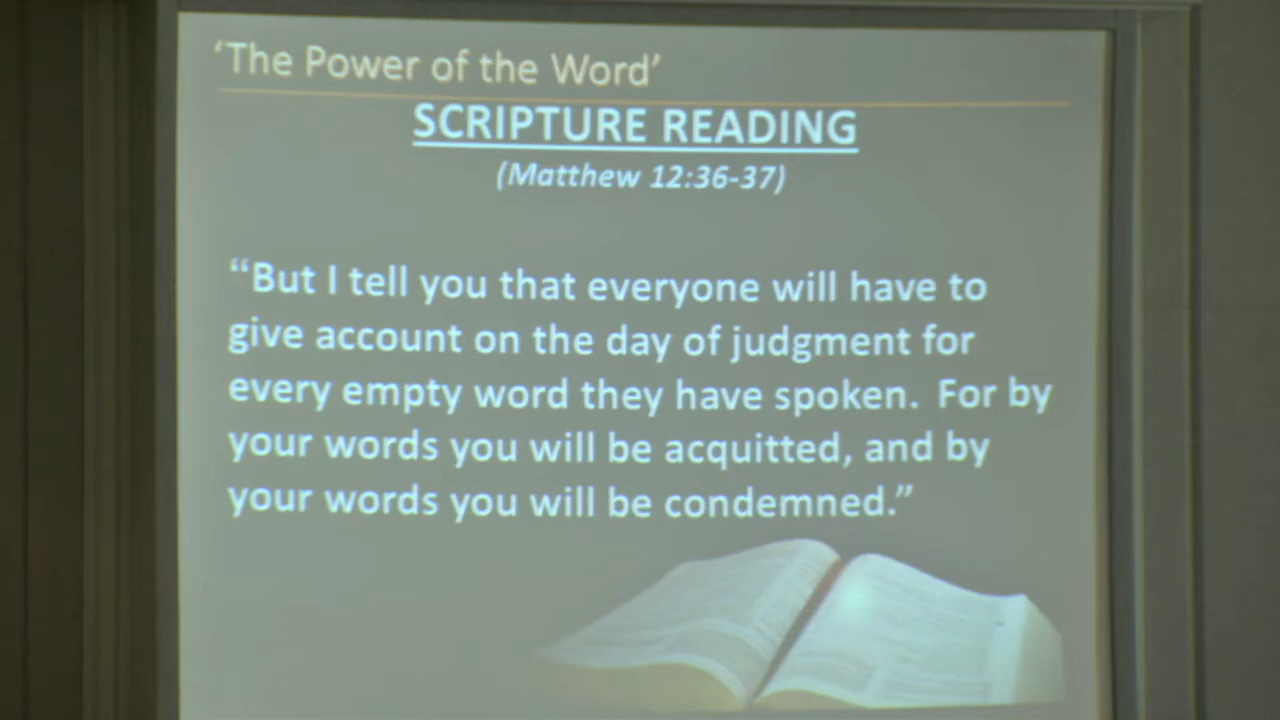 ‘The Power of the Word’
SCRIPTURE READING
(Matthew 12:36-37)
“But I tell you that everyone will have to
give account on the day of judgment for
every empty word they have spoken.  For by
your words you will be acquitted, and by
your words you will be condemned.”